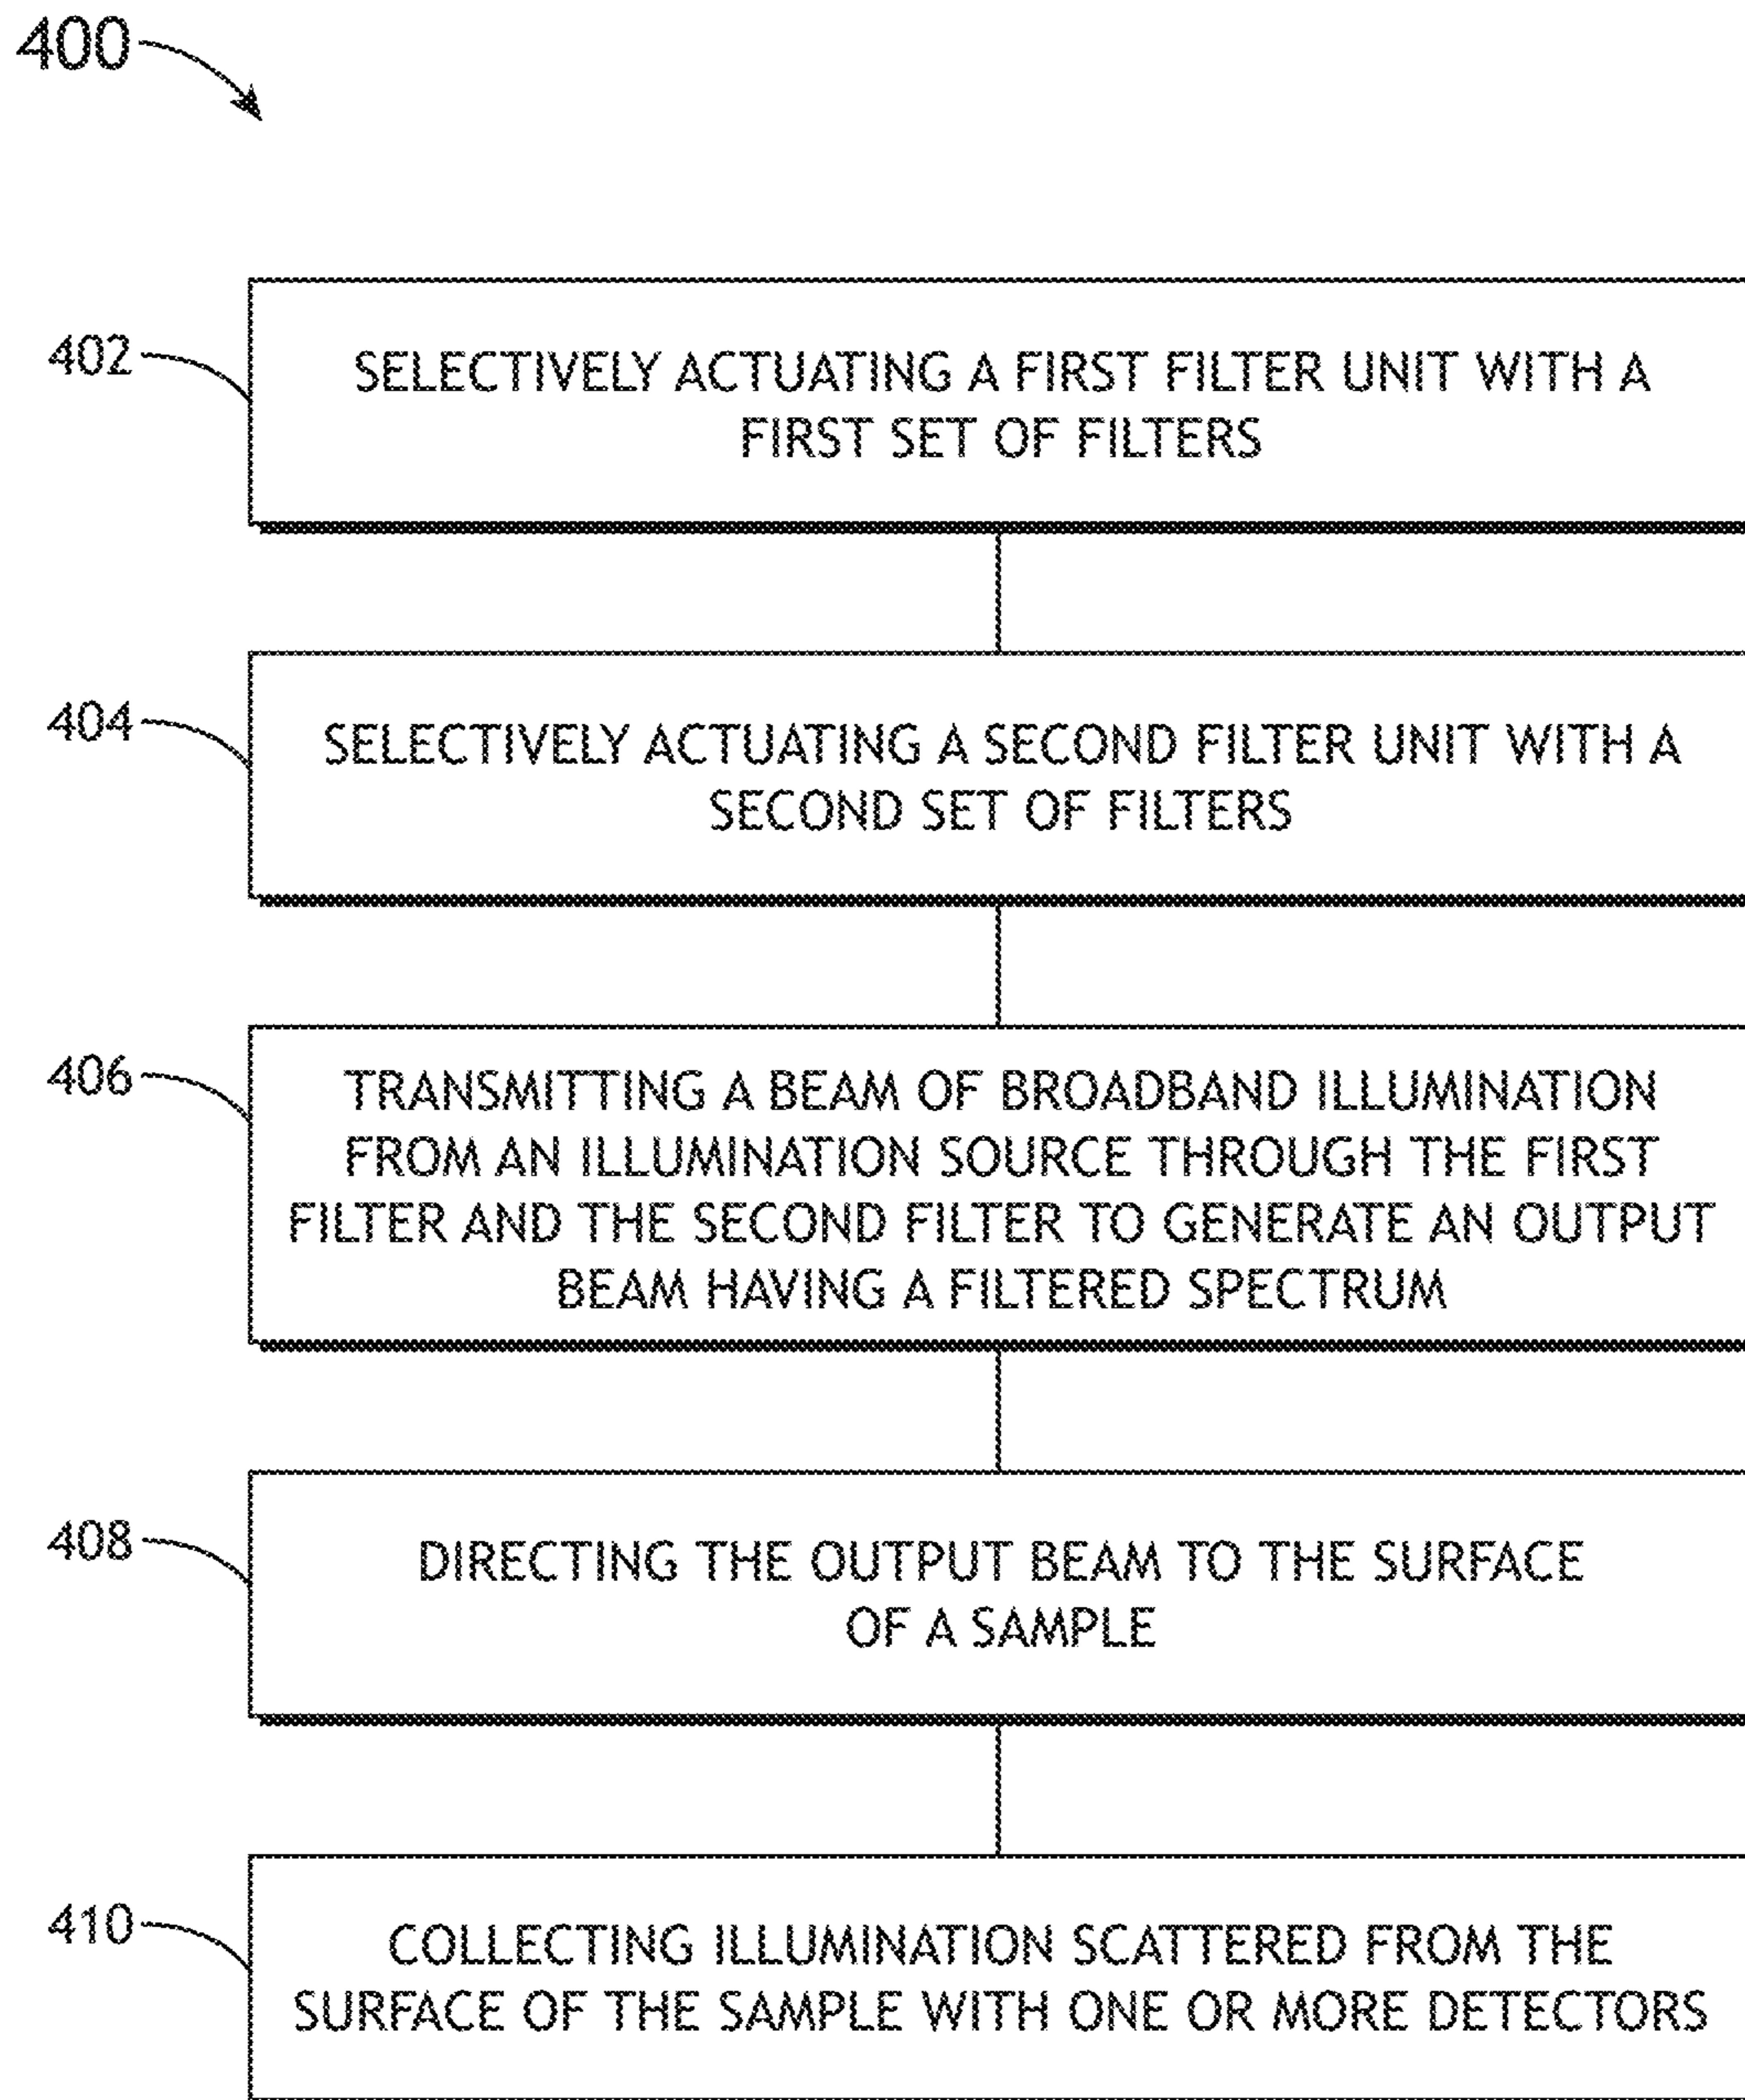 400
402
SELECTIVELY ACTUATING A FIRST FILTER UNIT WITH A
FIRST SET OF FILTERS
404
SELECTIVELY ACTUATING A SECOND FILTER UNIT WITH A
SECOND SET OF FILTERS
406
TRANSMITTING A BEAM OF BROADBAND ILLUMINATION
FROM AN ILLUMINATION SOURCE THROUGH THE FIRST
FILTER AND THE SECOND FILTER TO GENERATE AN OUTPUT
BEAM HAVING A FILTERED SPECTRUM
408
DIRECTING THE OUTPUT BEAM TO THE SURFACE
OF A SAMPLE
410
COLLECTING ILLUMINATION SCATTERED FROM THE
SURFACE OF THE SAMPLE WITH ONE OR MORE DETECTORS